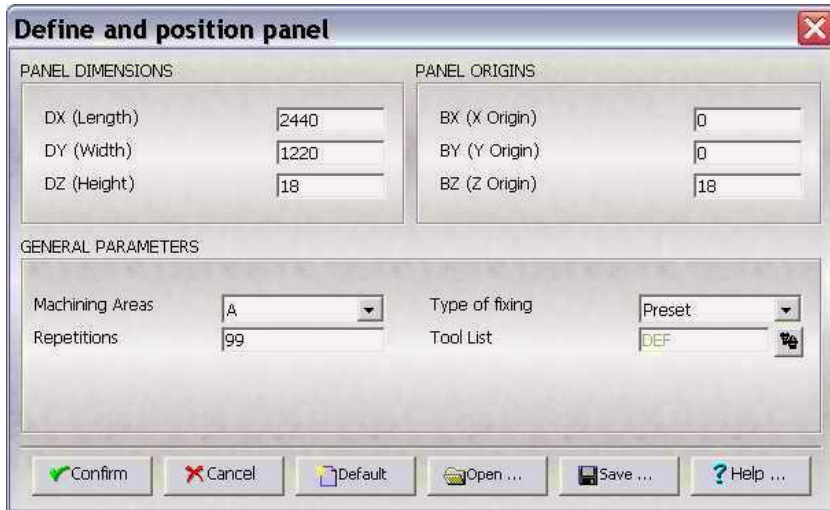 Define and position panel
PANEL DIMENSIONS
DX (Length) 2440
DY (Width) 1220
DZ (Height) 18
PANEL ORIGINS
BX (X Origin) 0
BY (Y Origin) 0
BZ (Z Origin) 18
GENERAL PARAMETERS
Machining Areas A Type of fixing Preset
Repetitions 99 Tool List DEF
Confirm Cancel Default Open ... Save ... Help ...